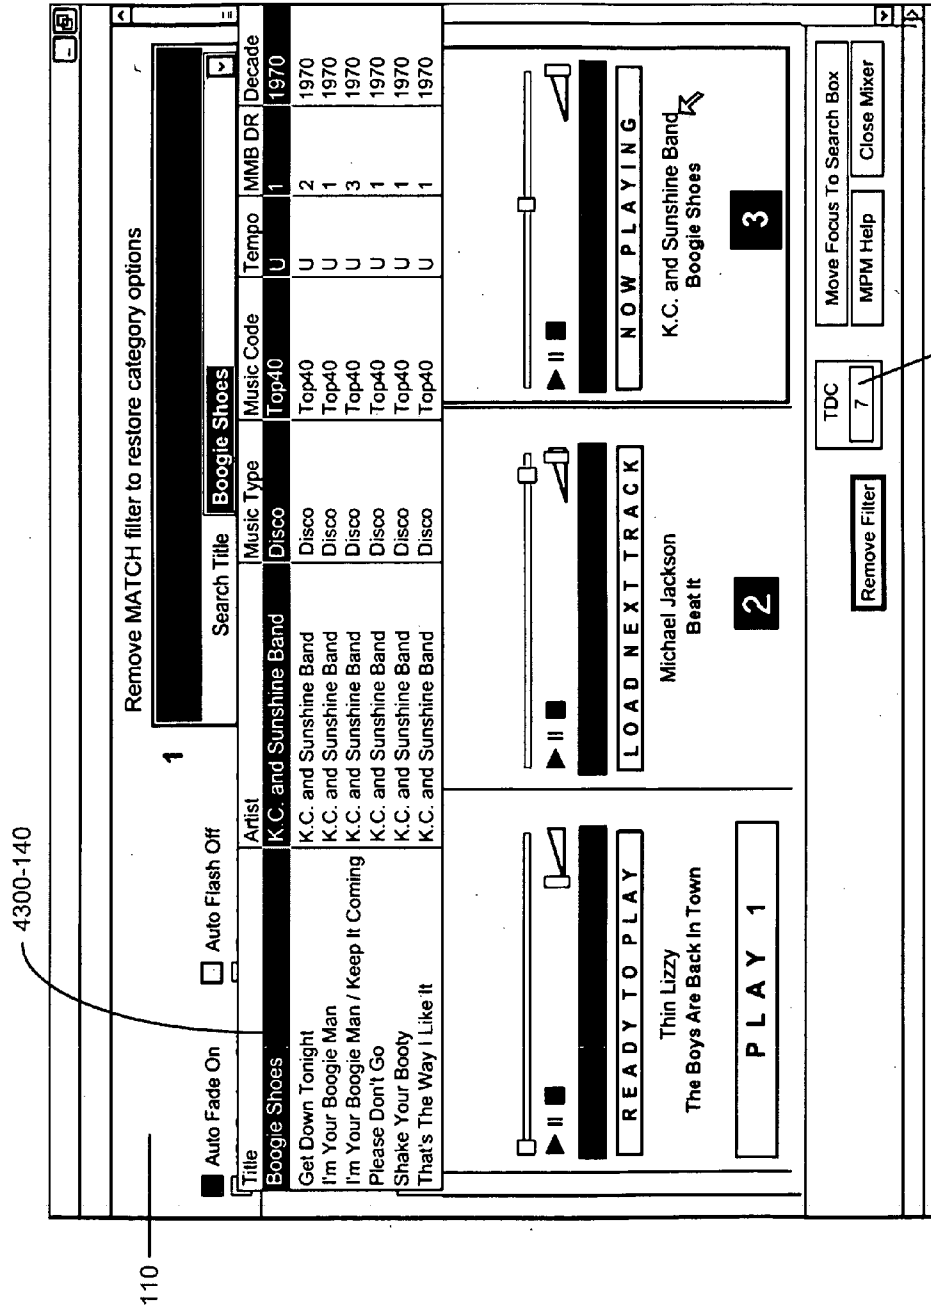 4300-140
110
Remove MATCH filter to restore category options
Auto Fade On
Auto Flash Off
1
Search Title
Boogie Shoes
Title Artist Music Type Music Code Tempo MMB DR Decade
Boogie Shoes K.C. and Sunshine Band Disco Top40 U 1 1970
Get Down Tonight K.C. and Sunshine Band Disco Top40 U 2 1970
I'm Your Boogie Man K.C. and Sunshine Band Disco Top40 U 1 1970
I'm Your Boogie Man / Keep It Coming K.C. and Sunshine Band Disco Top40 U 3 1970
Please Don't Go K.C. and Sunshine Band Disco Top40 U 1 1970
Shake Your Booty K.C. and Sunshine Band Disco Top40 U 1 1970
That's The Way I Like It K.C. and Sunshine Band Disco Top40 U 1 1970
READY TO PLAY
Thin Lizzy
The Boys Are Back In Town
PLAY 1
LOAD NEXT TRACK
Michael Jackson
Beat It
2
NOW PLAYING
K.C. and Sunshine Band
Boogie Shoes
3
Remove Filter
TDC
7
Move Focus To Search Box
MPM Help
Close Mixer